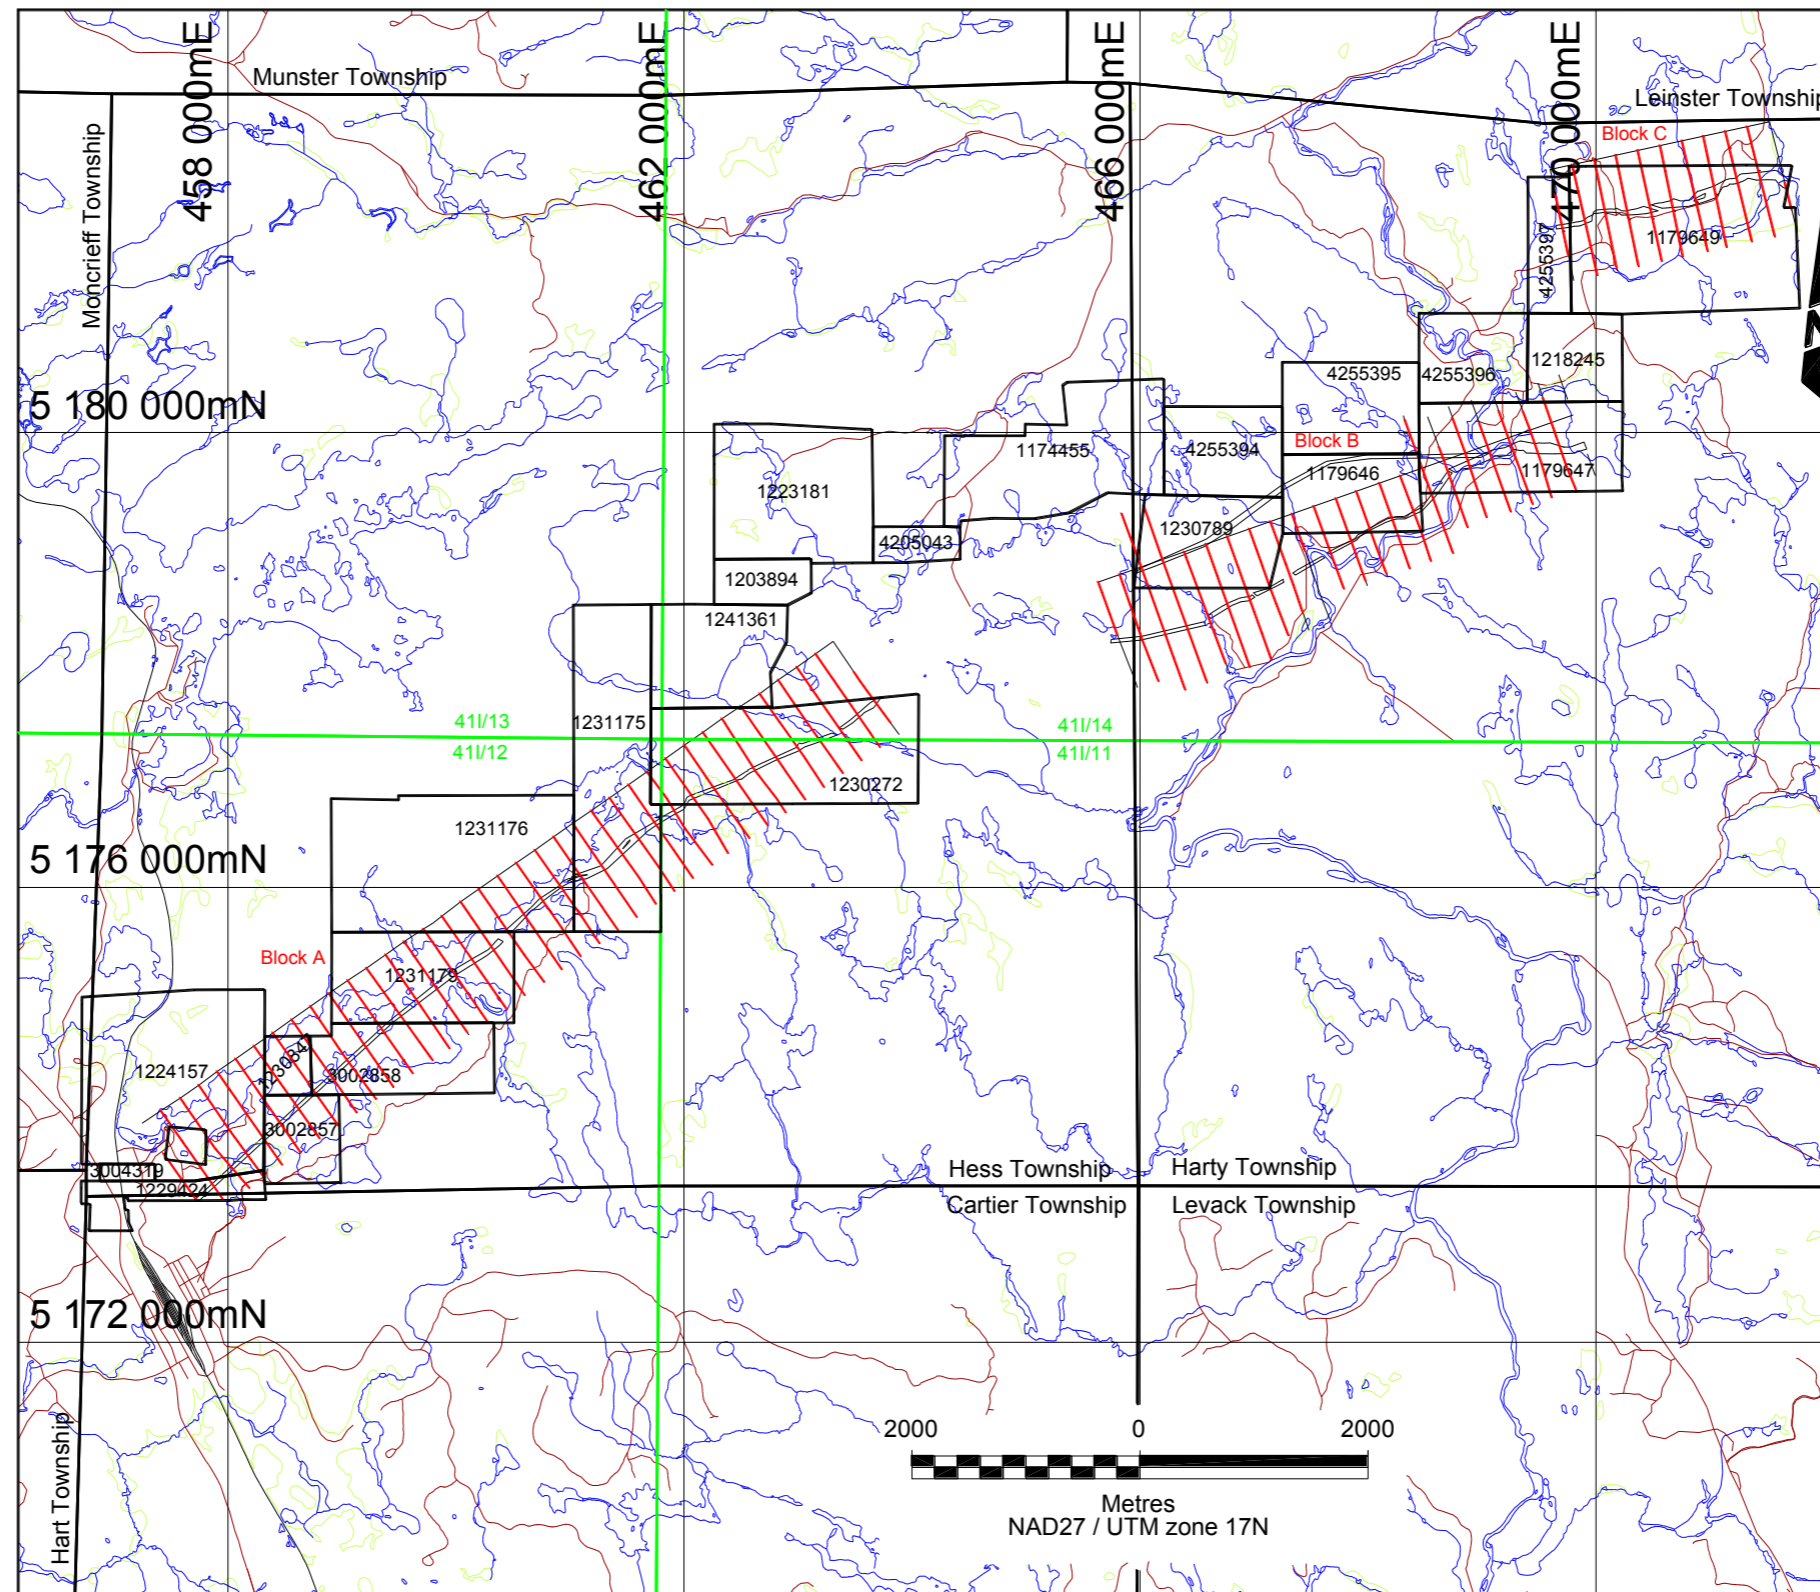 458 000mE
462 000mE
466 000mE
470 000mE
Munster Township
Leinster Township
Moncrieff Township
Block C
1179649
4255397
5 180 000mN
4255395
4255396
1218245
Block B
1174455
4255394
1179646
1179647
1223181
1230789
4205043
1203894
1241361
41I/13
1231175
41I/14
41I/12
41I/11
1230272
1231176
5 176 000mN
Block A
1231179
1224157
3002858
3002857
3004319
1229424
Hess Township
Harty Township
Cartier Township
Levack Township
5 172 000mN
Hart Township
2000
0
2000
Metres
NAD27 / UTM zone 17N